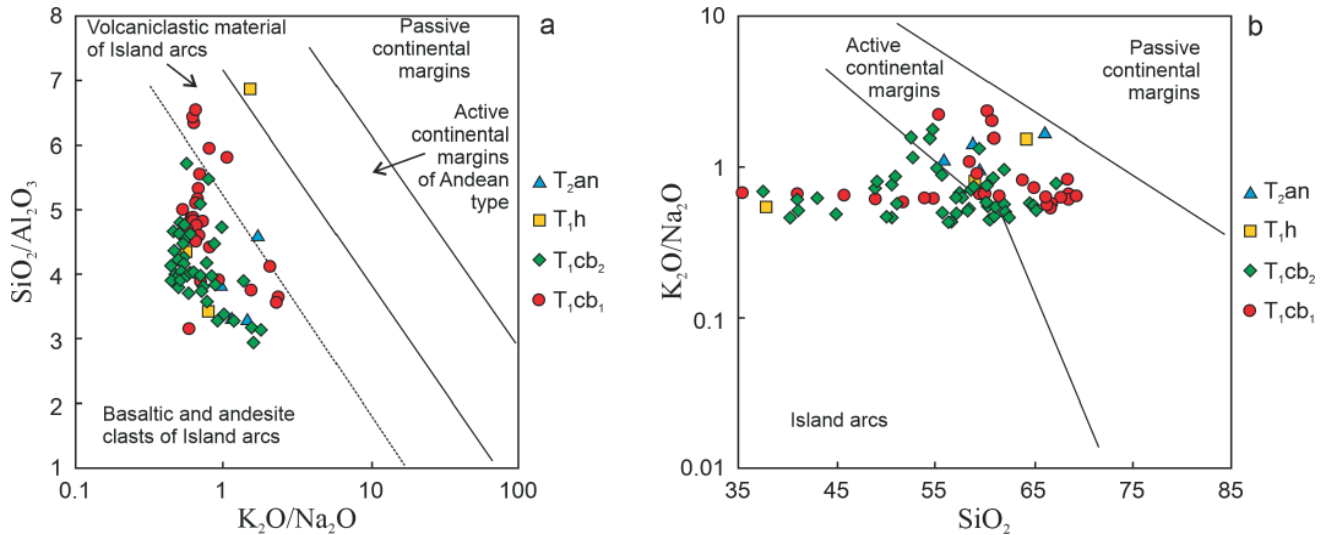 a
SiO₂/Al₂O₃
8
7
6
5
4
3
2
1
0.1
1
10
100
K₂O/Na₂O
Volcaniclastic material
of Island arcs
Passive
continental
margins
Active
continental
margins
of Andean
type
Basaltic and andesite
clasts of Island arcs
T₂an
T₁h
T₁cb₂
T₁cb₁
b
K₂O/Na₂O
10
1
0.1
0.01
35
45
55
65
75
85
SiO₂
Active
continental
margins
Passive
continental
margins
Island arcs
T₂an
T₁h
T₁cb₂
T₁cb₁